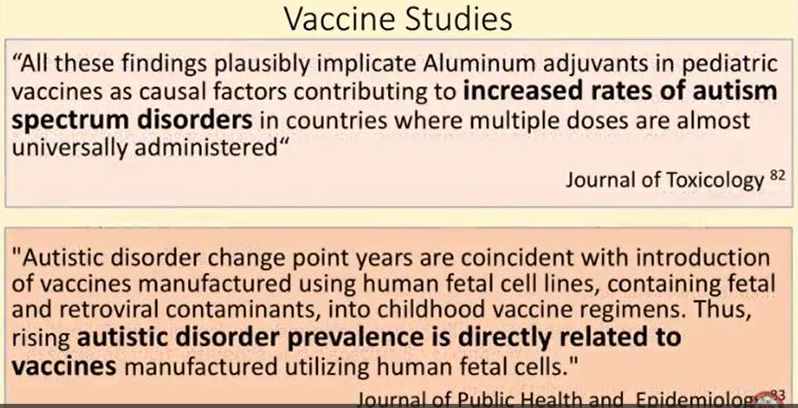 Vaccine Studies
“All these findings plausibly implicate Aluminum adjuvants in pediatric
vaccines as causal factors contributing to increased rates of autism
spectrum disorders in countries where multiple doses are almost
universally administered“
Journal of Toxicology 82
"Autistic disorder change point years are coincident with introduction
of vaccines manufactured using human fetal cell lines, containing fetal
and retroviral contaminants, into childhood vaccine regimens. Thus,
rising autistic disorder prevalence is directly related to
vaccines manufactured utilizing human fetal cells."
Journal of Public Health and